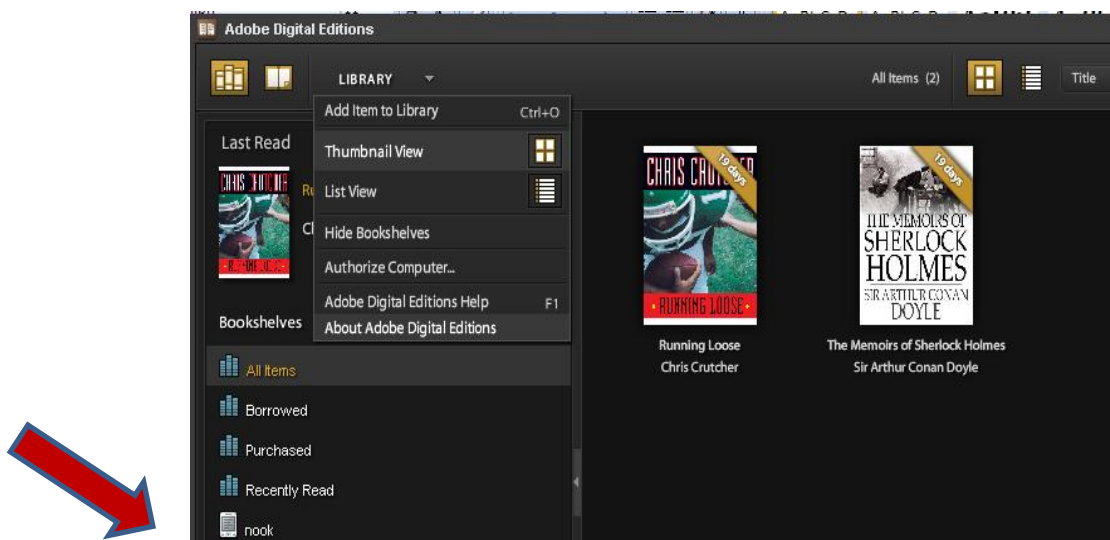 Adobe Digital Editions
LIBRARY
All Items (2)
Title
Add Item to Library Ctrl+O
Thumbnail View
List View
Hide Bookshelves
Authorize Computer...
Adobe Digital Editions Help F1
About Adobe Digital Editions
Last Read
Bookshelves
All Items
Borrowed
Purchased
Recently Read
nook
19 days
CHRIS CRUTCHER
RUNNING LOOSE
Running Loose
Chris Crutcher
19 days
THE MEMOIRS OF
SHERLOCK
HOLMES
SIR ARTHUR CONAN
DOYLE
The Memoirs of Sherlock Holmes
Sir Arthur Conan Doyle